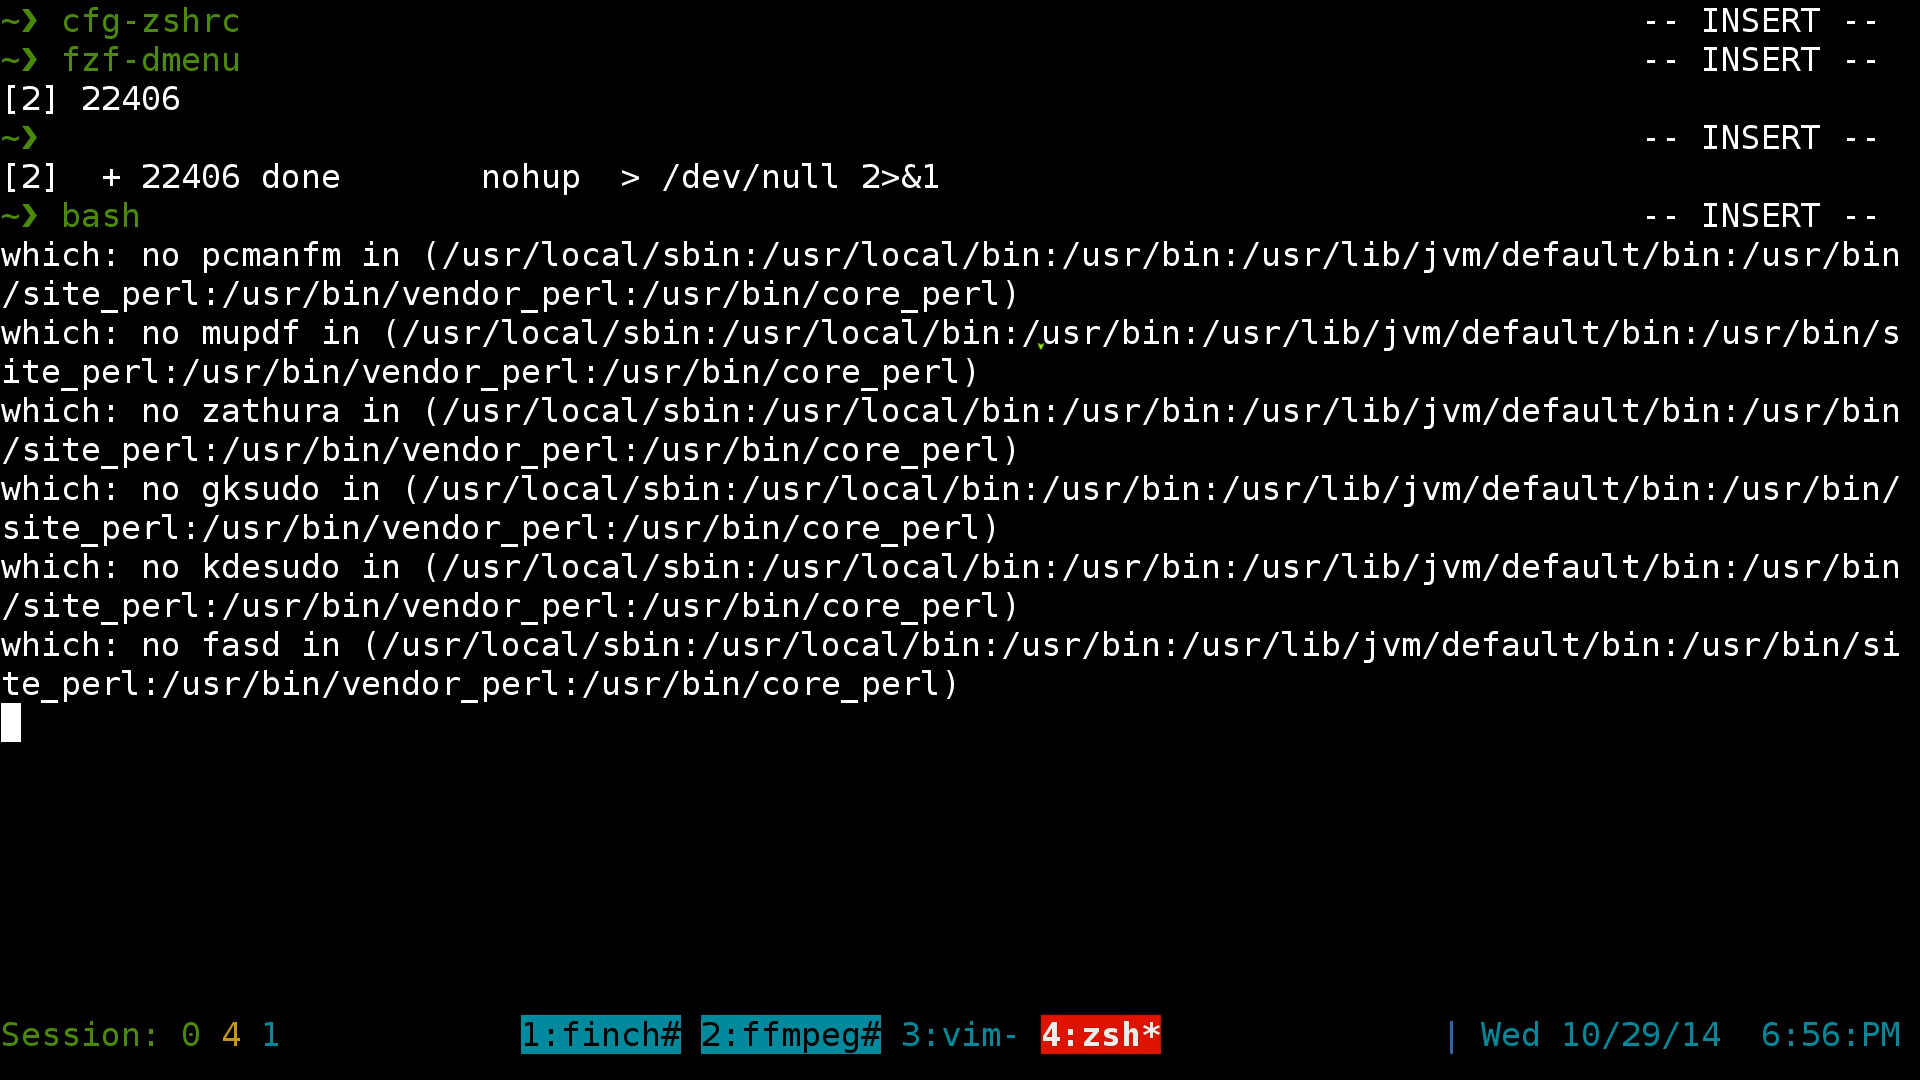 ~❯ cfg-zshrc -- INSERT --
~❯ fzf-dmenu -- INSERT --
[2] 22406
~❯ -- INSERT --
[2]  + 22406 done       nohup  > /dev/null 2>&1
~❯ bash -- INSERT --
which: no pcmanfm in (/usr/local/sbin:/usr/local/bin:/usr/bin:/usr/lib/jvm/default/bin:/usr/bin
/site_perl:/usr/bin/vendor_perl:/usr/bin/core_perl)
which: no mupdf in (/usr/local/sbin:/usr/local/bin:/usr/bin:/usr/lib/jvm/default/bin:/usr/bin/s
ite_perl:/usr/bin/vendor_perl:/usr/bin/core_perl)
which: no zathura in (/usr/local/sbin:/usr/local/bin:/usr/bin:/usr/lib/jvm/default/bin:/usr/bin
/site_perl:/usr/bin/vendor_perl:/usr/bin/core_perl)
which: no gksudo in (/usr/local/sbin:/usr/local/bin:/usr/bin:/usr/lib/jvm/default/bin:/usr/bin/
site_perl:/usr/bin/vendor_perl:/usr/bin/core_perl)
which: no kdesudo in (/usr/local/sbin:/usr/local/bin:/usr/bin:/usr/lib/jvm/default/bin:/usr/bin
/site_perl:/usr/bin/vendor_perl:/usr/bin/core_perl)
which: no fasd in (/usr/local/sbin:/usr/local/bin:/usr/bin:/usr/lib/jvm/default/bin:/usr/bin/si
te_perl:/usr/bin/vendor_perl:/usr/bin/core_perl)
Session: 0 4 1 1:finch# 2:ffmpeg# 3:vim- 4:zsh* | Wed 10/29/14  6:56:PM